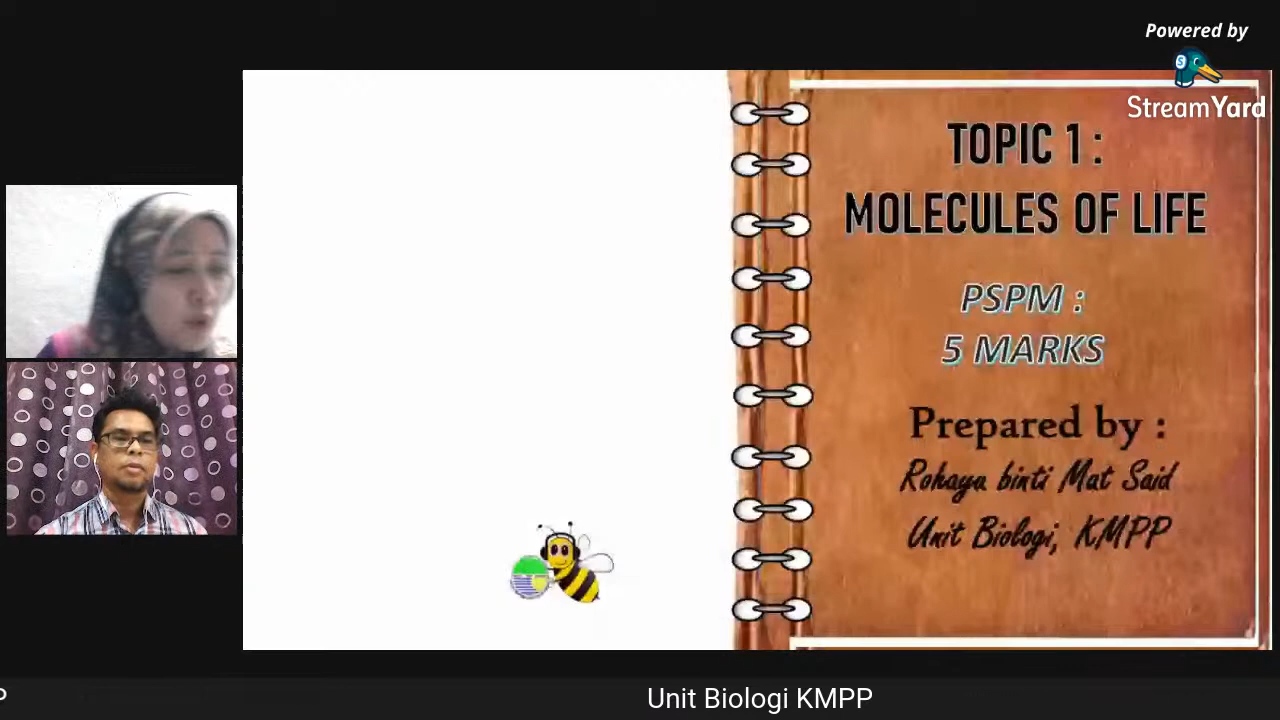 Powered by
StreamYard
TOPIC 1 :
MOLECULES OF LIFE
PSPM :
5 MARKS
Prepared by :
Rohaya binti Mat Said
Unit Biologi, KMPP
P
Unit Biologi KMPP